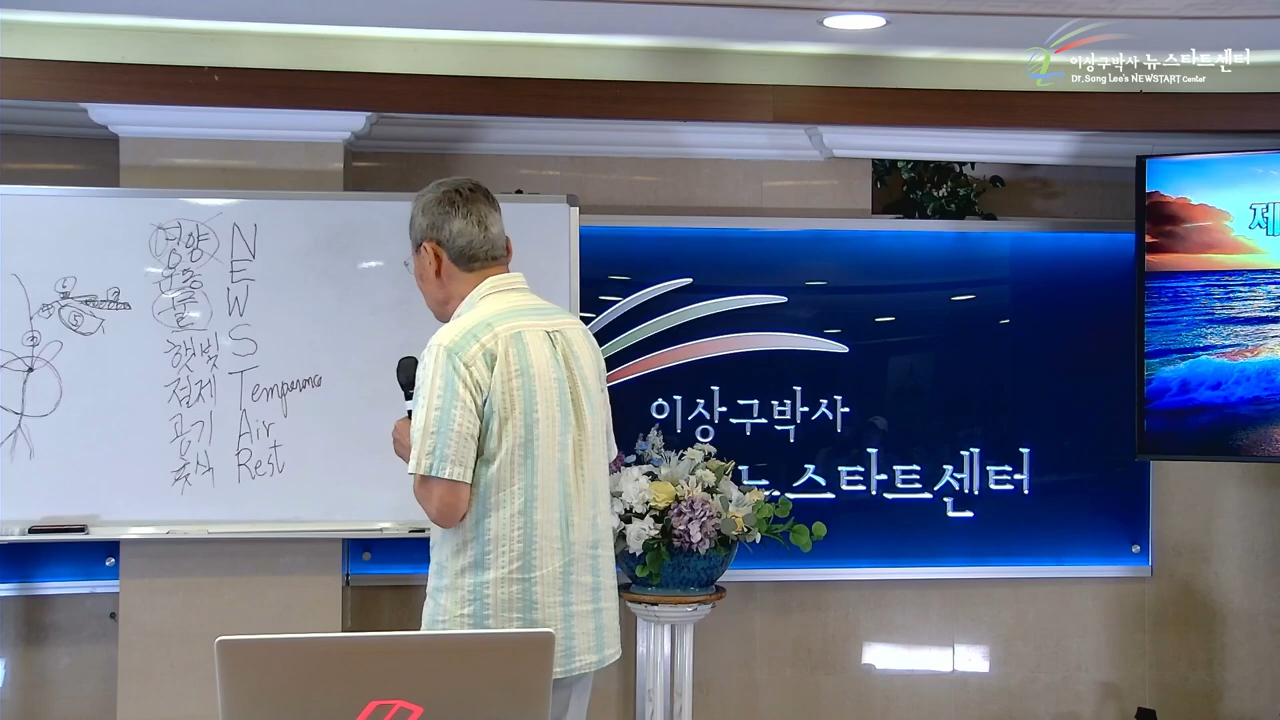 이상구박사 뉴스타트센터
Dr. Sang Lee's NEWSTART Center
영양 N
운동 E
물 W
햇빛 S
절제 Temperance
공기 Air
휴식 Rest
제
이상구박사
뉴스타트센터